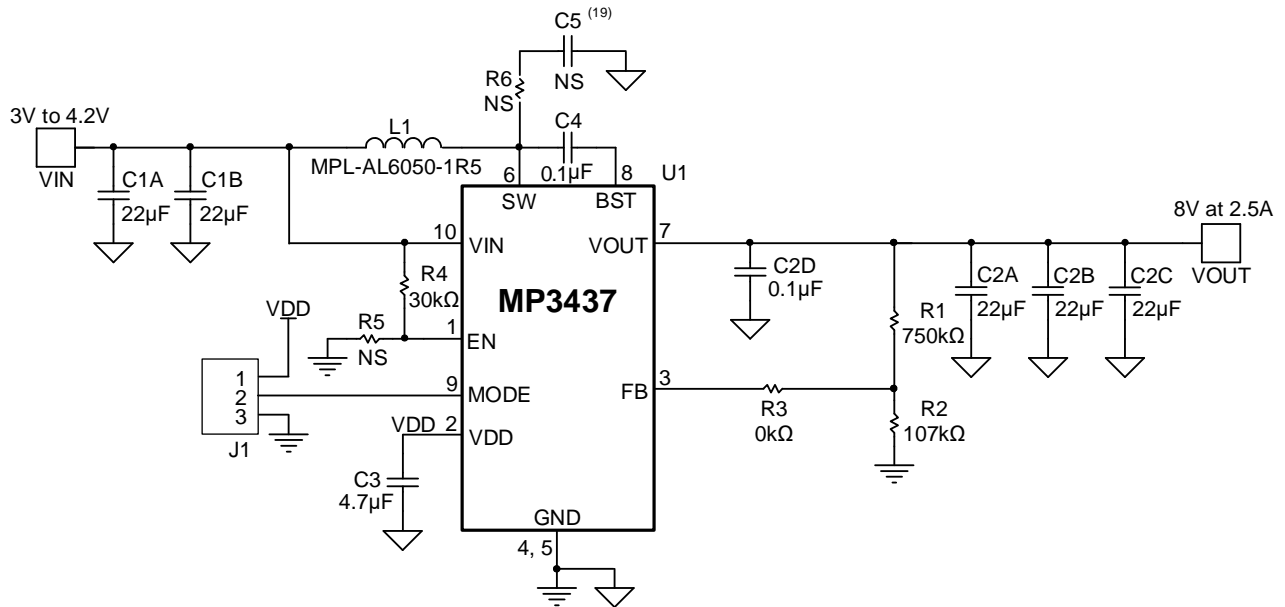 C5 (19)
NS
R6
NS
3V to 4.2V
VIN
C1A
22µF
C1B
22µF
L1
MPL-AL6050-1R5
C4
0.1µF
6
SW
8
BST
U1
10
VIN
VOUT
7
R4
30kΩ
MP3437
C2D
0.1µF
8V at 2.5A
VOUT
C2A
22µF
C2B
22µF
C2C
22µF
R1
750kΩ
VDD
R5
NS
1
EN
1
2
3
J1
9
MODE
FB
3
R3
0kΩ
R2
107kΩ
VDD
2
VDD
C3
4.7µF
GND
4, 5